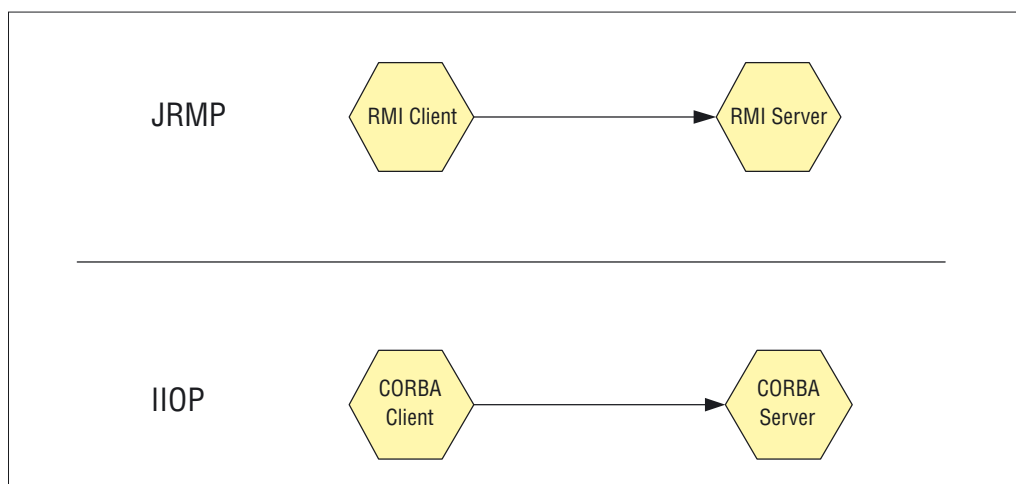 JRMP
RMI Client
RMI Server
IIOP
CORBA
Client
CORBA
Server